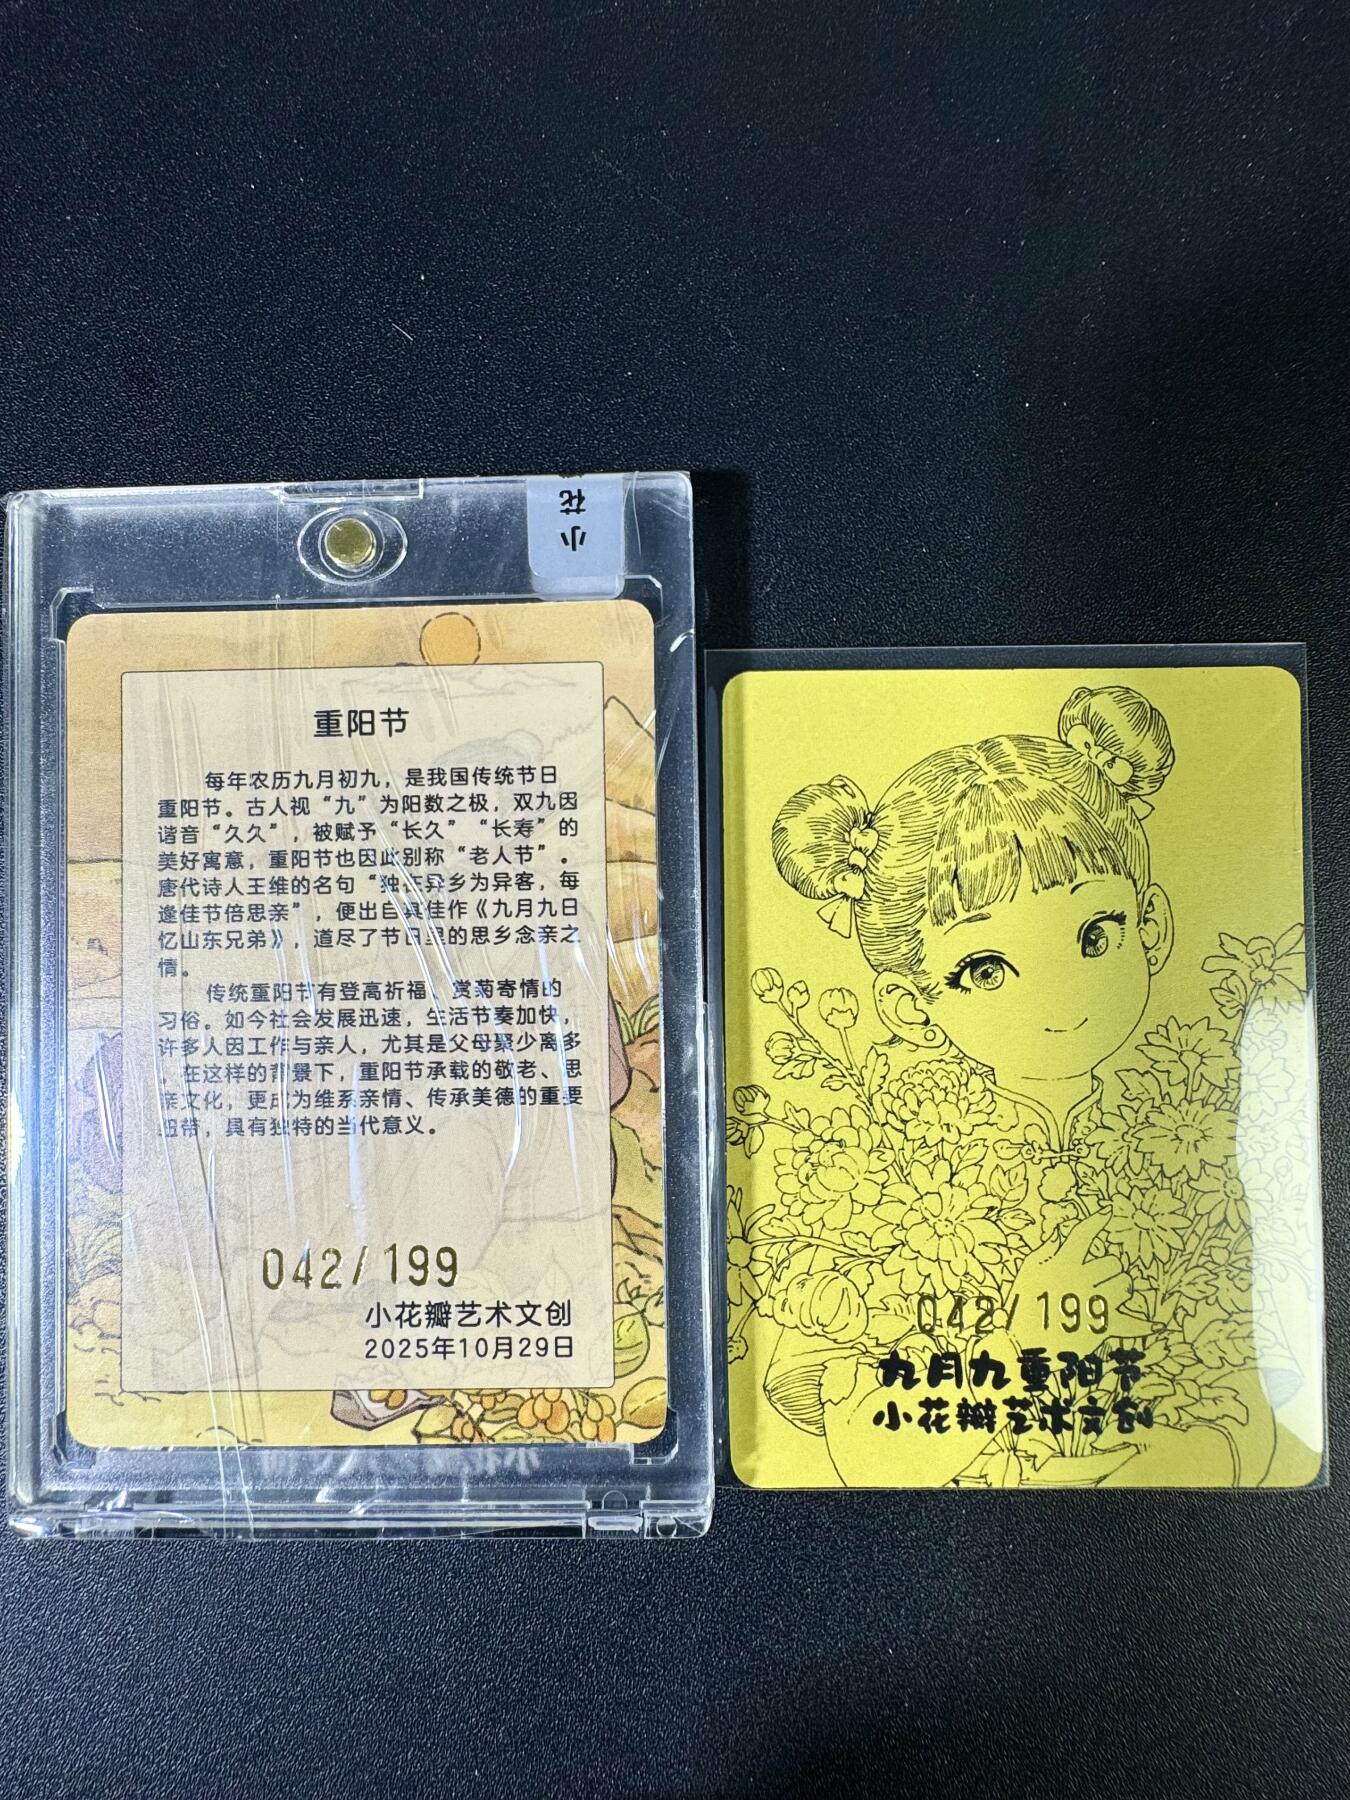 小花
重阳节
每年农历九月初九，是我国传统节日
重阳节。古人视“九”为阳数之极，双九因
谐音“久久”，被赋予“长久”“长寿”的
美好寓意，重阳节也因此别称“老人节”。
唐代诗人王维的名句“独在异乡为异客，每
逢佳节倍思亲”，便出自其佳作《九月九日
忆山东兄弟》，道尽了节日里的思乡念亲之
情。
传统重阳节有登高祈福、赏菊寄情的
习俗。如今社会发展迅速，生活节奏加快，
许多人因工作与亲人，尤其是父母聚少离多
。在这样的背景下，重阳节承载的敬老、思
亲文化，更成为维系亲情、传承美德的重要
纽带，具有独特的当代意义。
042/199
小花瓣艺术文创
2025年10月29日
042/199
九月九重阳节
小花瓣艺术文创